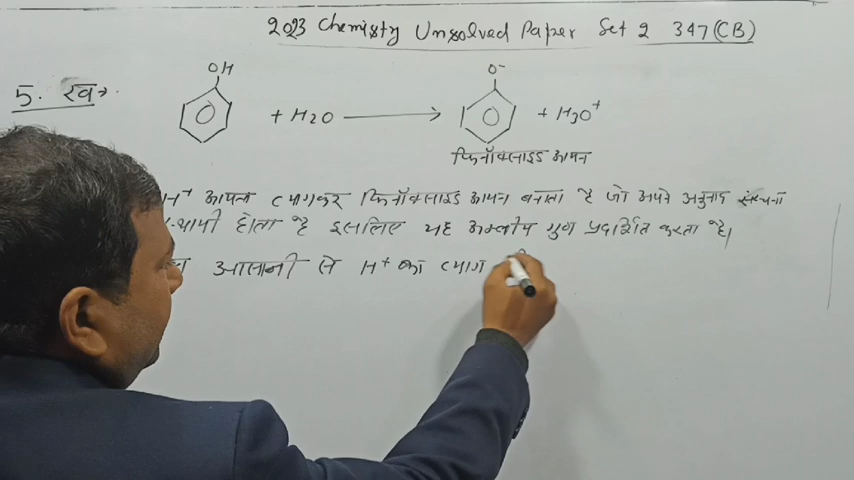 2023 Chemistry Unsolved Paper Set 2 347 (CB)
5. ख→
OH O⁻
+ H2O → + H3O⁺
फिनॉक्साइड आयन
H⁺ आयन त्यागकर फिनॉक्साइड आयन बनाता है जो अपने अनुनाद संरचना
स्थायी होता है इसलिए यह अम्लीय गुण प्रदर्शित करता है।
आसानी से H⁺ का त्याग